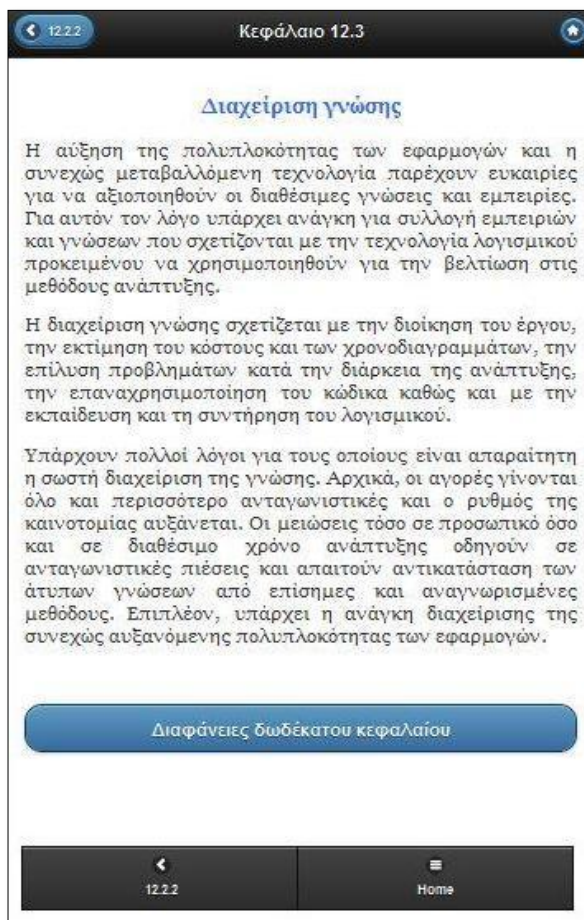 12.2.2
Κεφάλαιο 12.3
Διαχείριση γνώσης
Η αύξηση της πολυπλοκότητας των εφαρμογών και η
συνεχώς μεταβαλλόμενη τεχνολογία παρέχουν ευκαιρίες
για να αξιοποιηθούν οι διαθέσιμες γνώσεις και εμπειρίες.
Για αυτόν τον λόγο υπάρχει ανάγκη για συλλογή εμπειριών
και γνώσεων που σχετίζονται με την τεχνολογία λογισμικού
προκειμένου να χρησιμοποιηθούν για την βελτίωση στις
μεθόδους ανάπτυξης.
Η διαχείριση γνώσης σχετίζεται με την διοίκηση του έργου,
την εκτίμηση του κόστους και των χρονοδιαγραμμάτων, την
επίλυση προβλημάτων κατά την διάρκεια της ανάπτυξης,
την επαναχρησιμοποίηση του κώδικα καθώς και με την
εκπαίδευση και τη συντήρηση του λογισμικού.
Υπάρχουν πολλοί λόγοι για τους οποίους είναι απαραίτητη
η σωστή διαχείριση της γνώσης. Αρχικά, οι αγορές γίνονται
όλο και περισσότερο ανταγωνιστικές και ο ρυθμός της
καινοτομίας αυξάνεται. Οι μειώσεις τόσο σε προσωπικό όσο
και σε διαθέσιμο χρόνο ανάπτυξης οδηγούν σε
ανταγωνιστικές πιέσεις και απαιτούν αντικατάσταση των
άτυπων γνώσεων από επίσημες και αναγνωρισμένες
μεθόδους. Επιπλέον, υπάρχει η ανάγκη διαχείρισης της
συνεχώς αυξανόμενης πολυπλοκότητας των εφαρμογών.
Διαφάνειες δωδέκατου κεφαλαίου
12.2.2
Home